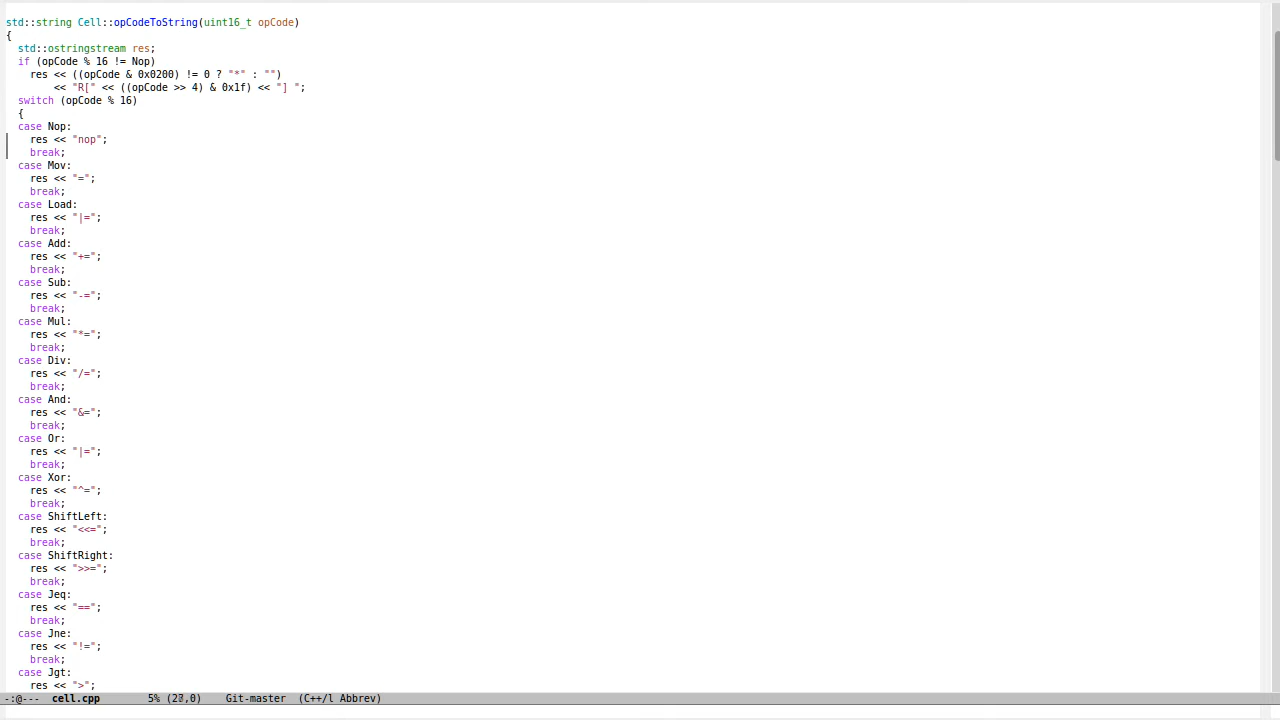 std::string Cell::opCodeToString(uint16_t opCode)
{
  std::ostringstream res;
  if (opCode % 16 != Nop)
    res << ((opCode & 0x0200) != 0 ? "*" : "")
        << "R[" << ((opCode >> 4) & 0x1f) << "] ";
  switch (opCode % 16)
  {
  case Nop:
    res << "nop";
    break;
  case Mov:
    res << "=";
    break;
  case Load:
    res << "|=";
    break;
  case Add:
    res << "+=";
    break;
  case Sub:
    res << "-=";
    break;
  case Mul:
    res << "*=";
    break;
  case Div:
    res << "/=";
    break;
  case And:
    res << "&=";
    break;
  case Or:
    res << "|=";
    break;
  case Xor:
    res << "^=";
    break;
  case ShiftLeft:
    res << "<<=";
    break;
  case ShiftRight:
    res << ">>=";
    break;
  case Jeq:
    res << "==";
    break;
  case Jne:
    res << "!=";
    break;
  case Jgt:
    res << ">";
-:@--- cell.cpp 5% Git-master (C++/l Abbrev)